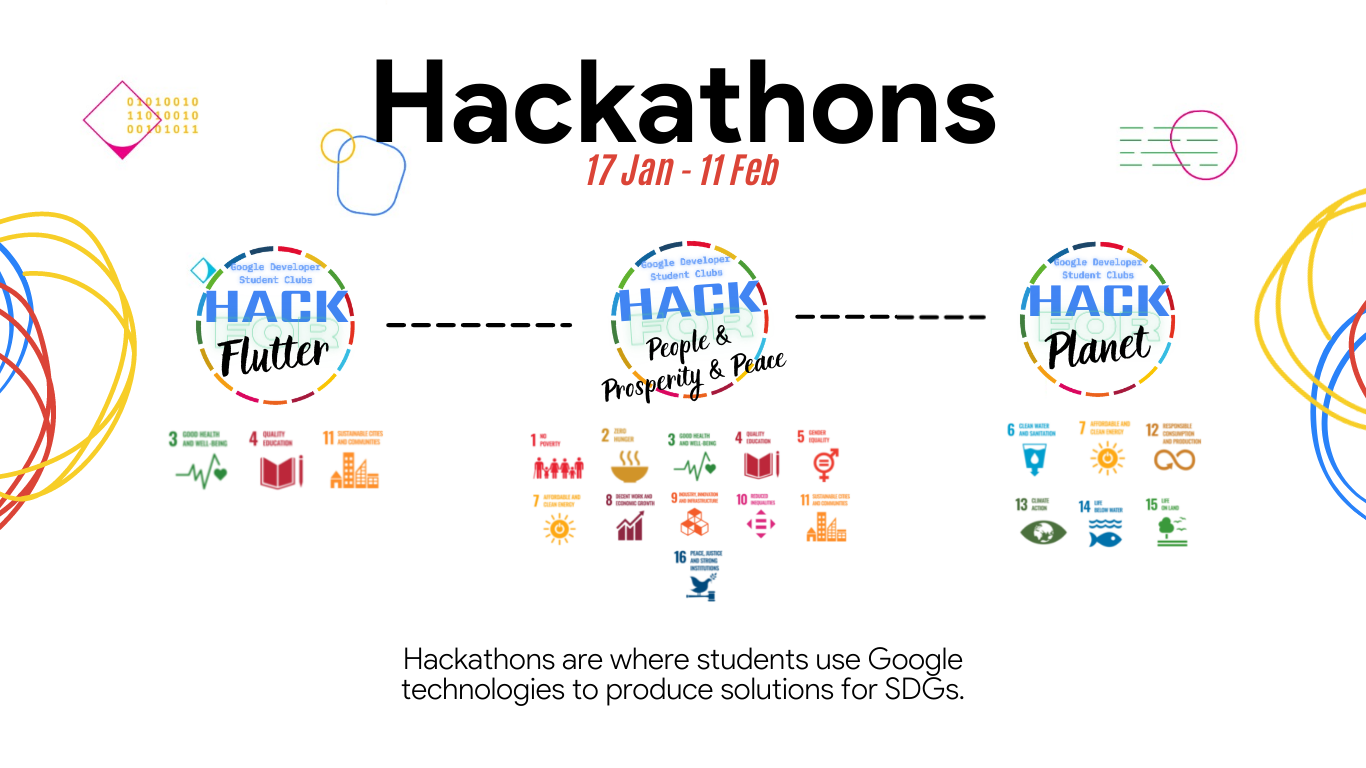 Hackathons
17 Jan - 11 Feb
01010010
11010010
00101011
Google Developer
Student Clubs
HACK
FOR
Flutter
Google Developer
Student Clubs
HACK
FOR
People &
Prosperity & Peace
Google Developer
Student Clubs
HACK
FOR
Planet
3 GOOD HEALTH
AND WELL-BEING
4 QUALITY
EDUCATION
11 SUSTAINABLE CITIES
AND COMMUNITIES
1 NO
POVERTY
2 ZERO
HUNGER
3 GOOD HEALTH
AND WELL-BEING
4 QUALITY
EDUCATION
5 GENDER
EQUALITY
7 AFFORDABLE AND
CLEAN ENERGY
8 DECENT WORK AND
ECONOMIC GROWTH
9 INDUSTRY, INNOVATION
AND INFRASTRUCTURE
10 REDUCED
INEQUALITIES
11 SUSTAINABLE CITIES
AND COMMUNITIES
16 PEACE, JUSTICE
AND STRONG
INSTITUTIONS
6 CLEAN WATER
AND SANITATION
7 AFFORDABLE AND
CLEAN ENERGY
12 RESPONSIBLE
CONSUMPTION
AND PRODUCTION
13 CLIMATE
ACTION
14 LIFE
BELOW WATER
15 LIFE
ON LAND
Hackathons are where students use Google
technologies to produce solutions for SDGs.